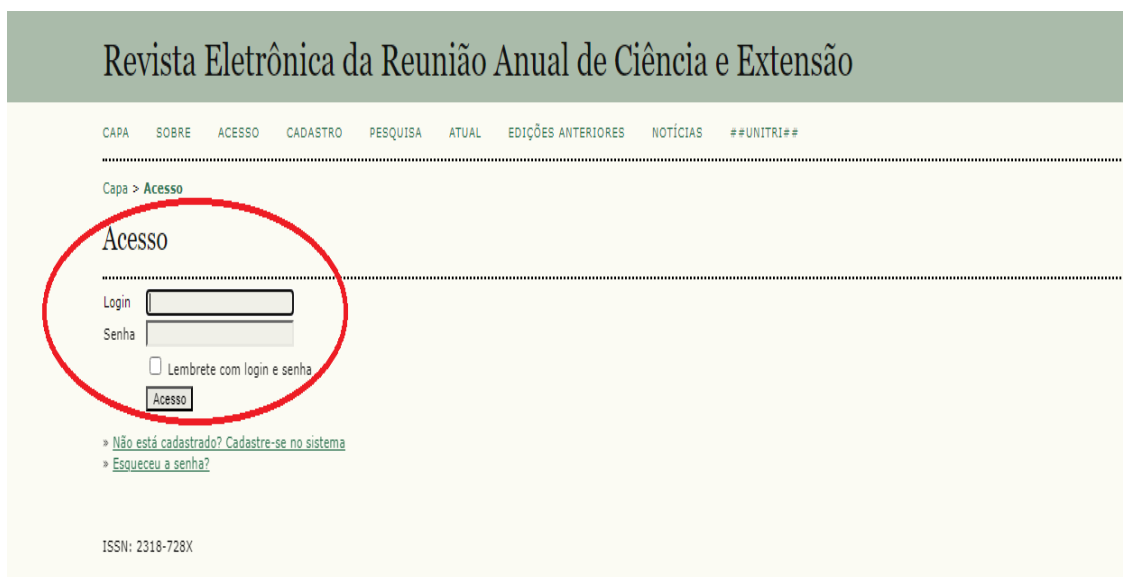 Revista Eletrônica da Reunião Anual de Ciência e Extensão
CAPA SOBRE ACESSO CADASTRO PESQUISA ATUAL EDIÇÕES ANTERIORES NOTÍCIAS ##UNITRI##
Capa > Acesso
Acesso
Login
Senha
Lembrete com login e senha
Acesso
» Não está cadastrado? Cadastre-se no sistema
» Esqueceu a senha?
ISSN: 2318-728X